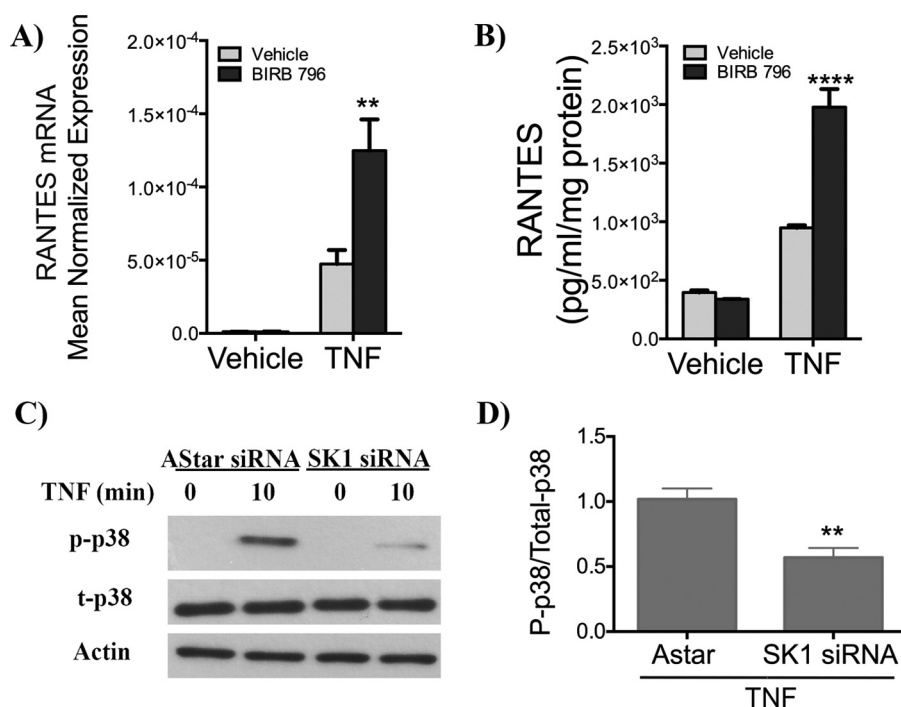 A)
RANTES mRNA
Mean Normalized Expression
2.0×10⁻⁴
1.5×10⁻⁴
1.0×10⁻⁴
5.0×10⁻⁵
0.0
Vehicle
BIRB 796
**
Vehicle
TNF
B)
RANTES
(pg/ml/mg protein)
2.5×10³
2.0×10³
1.5×10³
1.0×10³
5.0×10²
0.0
Vehicle
BIRB 796
****
Vehicle
TNF
C)
AStar siRNA SK1 siRNA
TNF (min) 0 10 0 10
p-p38
t-p38
Actin
D)
P-p38/Total-p38
1.5
1.0
0.5
0.0
**
Astar
SK1 siRNA
TNF